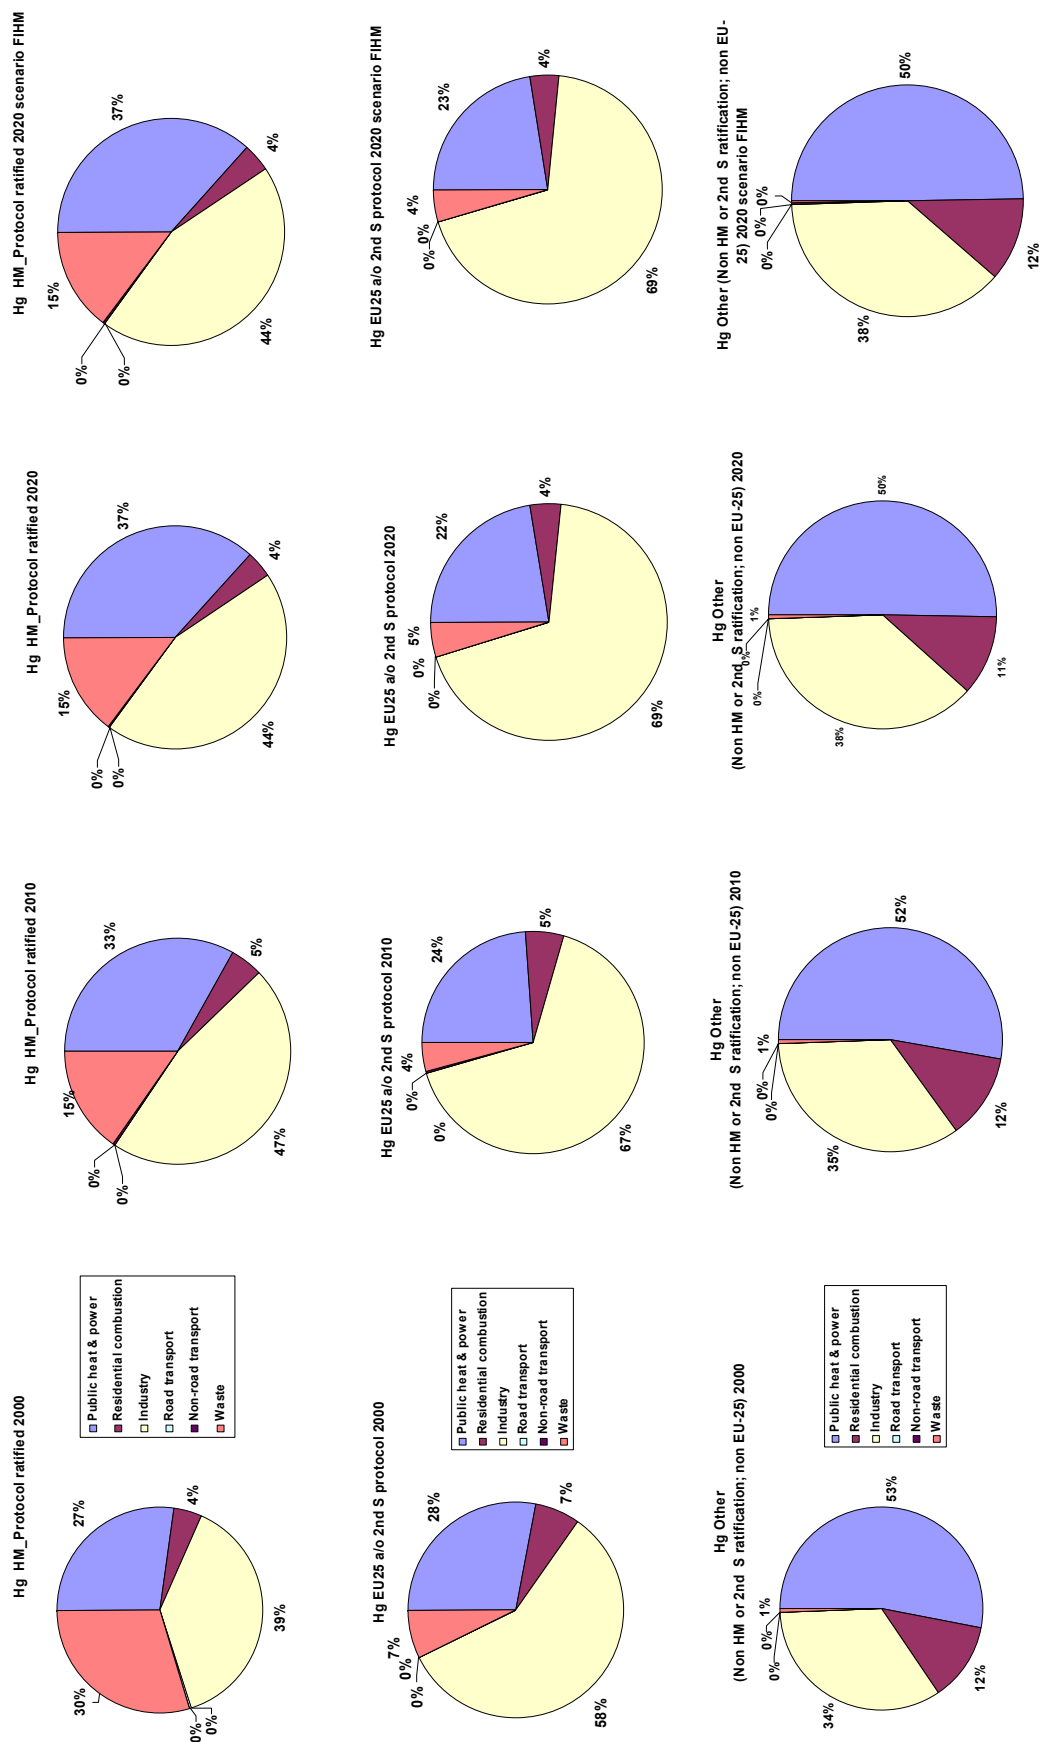 Hg HM_Protocol ratified 2000
27%
4%
39%
0%
0%
30%
Public heat & power
Residential combustion
Industry
Road transport
Non-road transport
Waste
Hg HM_Protocol ratified 2010
33%
5%
47%
0%
0%
15%
Hg HM_Protocol ratified 2020
37%
4%
44%
0%
0%
15%
Hg HM_Protocol ratified 2020 scenario FIHM
37%
4%
44%
0%
0%
15%
Hg EU25 a/o 2nd S protocol 2000
28%
7%
58%
0%
0%
7%
Public heat & power
Residential combustion
Industry
Road transport
Non-road transport
Waste
Hg EU25 a/o 2nd S protocol 2010
24%
5%
67%
0%
0%
4%
Hg EU25 a/o 2nd S protocol 2020
22%
4%
69%
0%
0%
5%
Hg EU25 a/o 2nd S protocol 2020 scenario FIHM
23%
4%
69%
0%
0%
4%
Hg Other
(Non HM or 2nd S ratification; non EU-25) 2000
53%
12%
34%
0%
0%
1%
Public heat & power
Residential combustion
Industry
Road transport
Non-road transport
Waste
Hg Other
(Non HM or 2nd S ratification; non EU-25) 2010
52%
12%
35%
0%
0%
1%
Hg Other
(Non HM or 2nd S ratification; non EU-25) 2020
50%
11%
38%
0%
0%
1%
Hg Other (Non HM or 2nd S ratification; non EU-
25) 2020 scenario FIHM
50%
12%
38%
0%
0%
0%